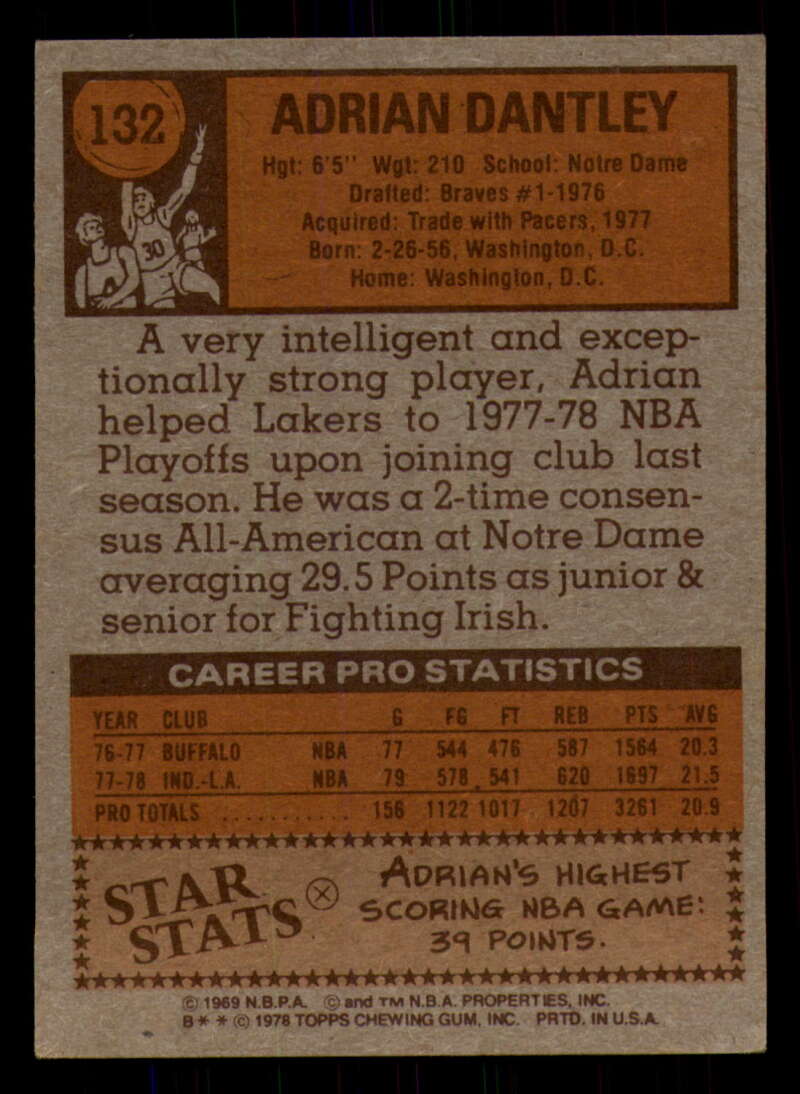 132
ADRIAN DANTLEY
Hgt: 6'5" Wgt: 210 School: Notre Dame
Drafted: Braves #1-1976
Acquired: Trade with Pacers, 1977
Born: 2-26-56, Washington, D.C.
Home: Washington, D.C.
30
A very intelligent and excep-
tionally strong player, Adrian
helped Lakers to 1977-78 NBA
Playoffs upon joining club last
season. He was a 2-time consen-
sus All-American at Notre Dame
averaging 29.5 Points as junior &
senior for Fighting Irish.
CAREER PRO STATISTICS
YEAR CLUB G FG FT REB PTS AVG
76-77 BUFFALO NBA 77 544 476 587 1564 20.3
77-78 IND.-L.A. NBA 79 578 541 620 1697 21.5
PRO TOTALS ........... 156 1122 1017 1207 3261 20.9
STAR
STATS
ADRIAN'S HIGHEST
SCORING NBA GAME:
39 POINTS.
© 1969 N.B.P.A. © and TM N.B.A. PROPERTIES, INC.
B * * © 1978 TOPPS CHEWING GUM, INC. PRTD. IN U.S.A.